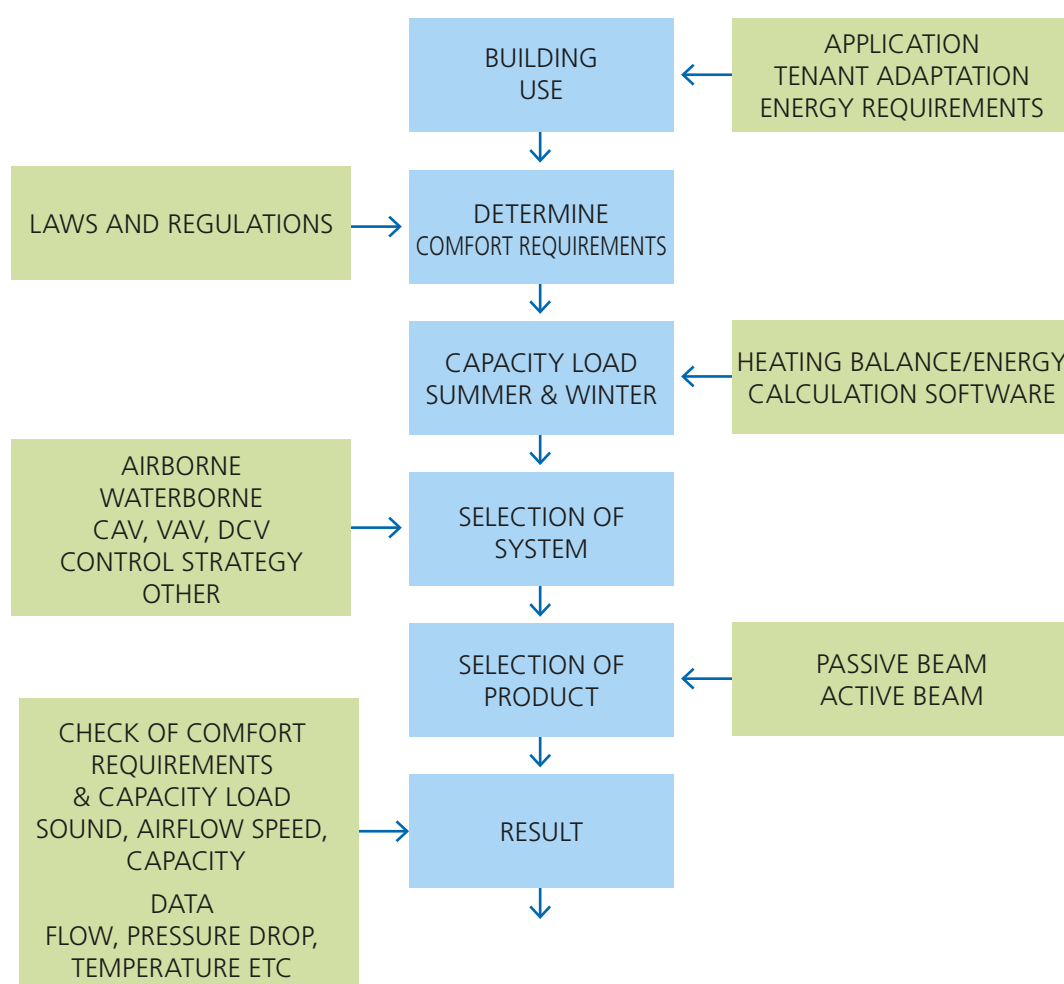 BUILDING
USE
APPLICATION
TENANT ADAPTATION
ENERGY REQUIREMENTS
LAWS AND REGULATIONS
DETERMINE
COMFORT REQUIREMENTS
CAPACITY LOAD
SUMMER & WINTER
HEATING BALANCE/ENERGY
CALCULATION SOFTWARE
AIRBORNE
WATERBORNE
CAV, VAV, DCV
CONTROL STRATEGY
OTHER
SELECTION OF
SYSTEM
SELECTION OF
PRODUCT
PASSIVE BEAM
ACTIVE BEAM
CHECK OF COMFORT
REQUIREMENTS
& CAPACITY LOAD
SOUND, AIRFLOW SPEED,
CAPACITY
DATA
FLOW, PRESSURE DROP,
TEMPERATURE ETC
RESULT